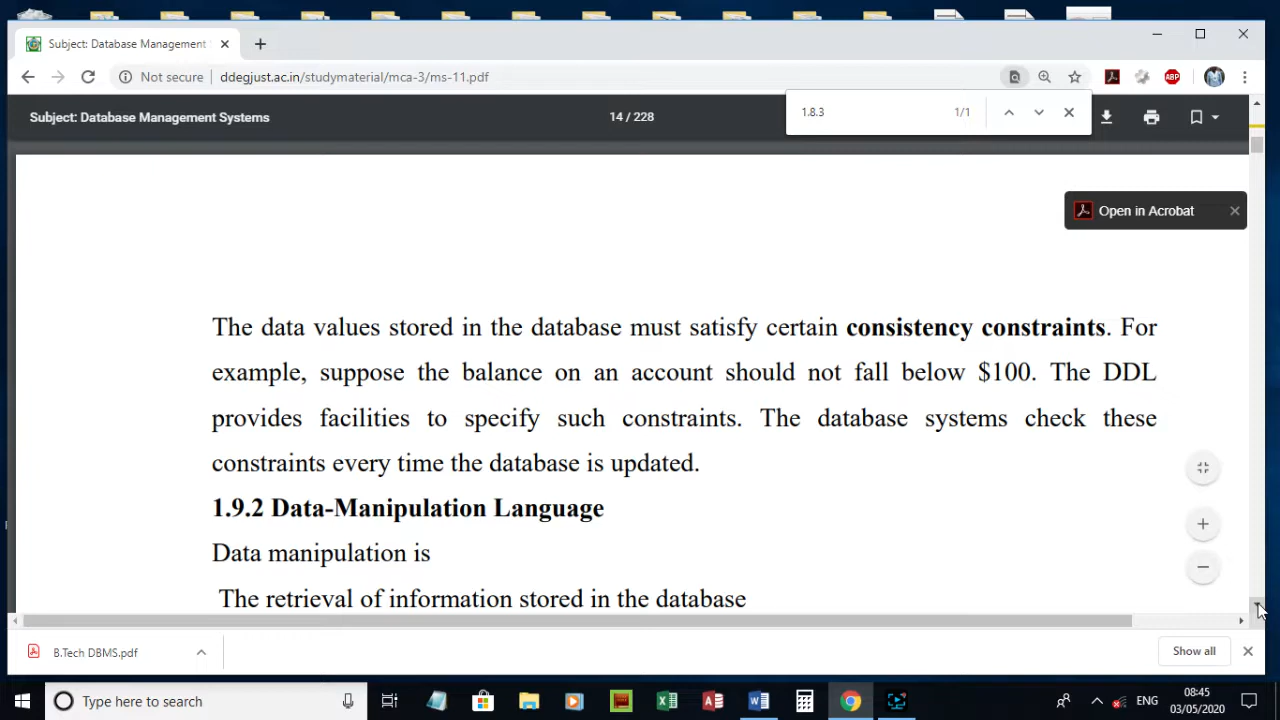 Subject: Database Management
Not secure
ddegjust.ac.in/studymaterial/mca-3/ms-11.pdf
ABP
Subject: Database Management Systems
14 / 228
1.8.3
1/1
Open in Acrobat
The data values stored in the database must satisfy certain consistency constraints. For
example, suppose the balance on an account should not fall below $100. The DDL
provides facilities to specify such constraints. The database systems check these
constraints every time the database is updated.
1.9.2 Data-Manipulation Language
Data manipulation is
The retrieval of information stored in the database
B.Tech DBMS.pdf
Show all
Type here to search
ENG
08:45
03/05/2020